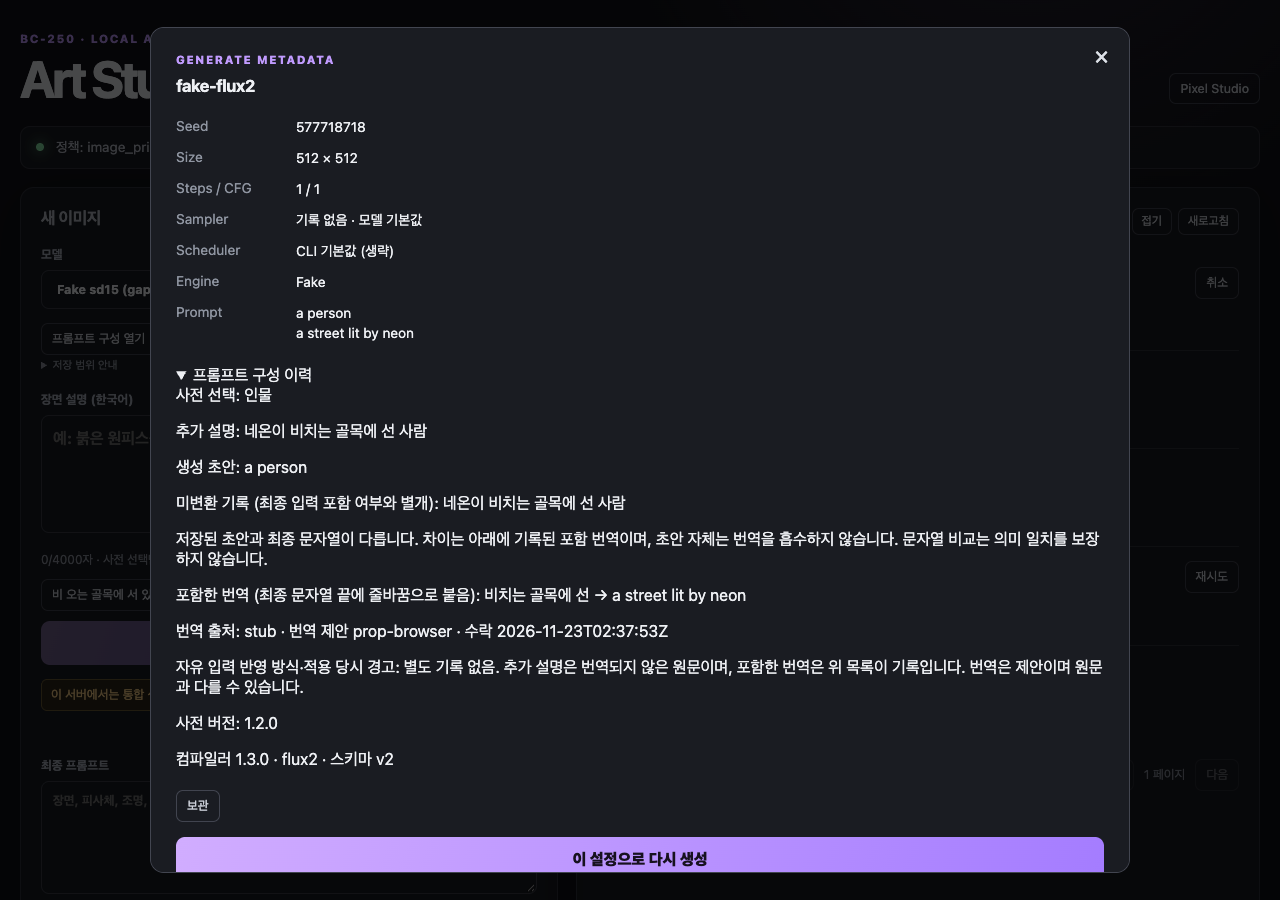 BC-250 · LOCAL A
Art Stu
Pixel Studio
정책: image_pri
새 이미지
접기
새로고침
모델
Fake sd15 (gap
취소
프롬프트 구성 열기
▶ 저장 범위 안내
장면 설명 (한국어)
예: 붉은 원피스
0/4000자 · 사전 선택
재시도
비 오는 골목에 서 있
이 서버에서는 통합
최종 프롬프트
1 페이지
다음
장면, 피사체, 조명,
GENERATE METADATA
×
fake-flux2
Seed 577718718
Size 512 × 512
Steps / CFG 1 / 1
Sampler 기록 없음 · 모델 기본값
Scheduler CLI 기본값 (생략)
Engine Fake
Prompt a person
a street lit by neon
▼ 프롬프트 구성 이력
사전 선택: 인물
추가 설명: 네온이 비치는 골목에 선 사람
생성 초안: a person
미변환 기록 (최종 입력 포함 여부와 별개): 네온이 비치는 골목에 선 사람
저장된 초안과 최종 문자열이 다릅니다. 차이는 아래에 기록된 포함 번역이며, 초안 자체는 번역을 흡수하지 않습니다. 문자열 비교는 의미 일치를 보장
하지 않습니다.
포함한 번역 (최종 문자열 끝에 줄바꿈으로 붙음): 비치는 골목에 선 → a street lit by neon
번역 출처: stub · 번역 제안 prop-browser · 수락 2026-11-23T02:37:53Z
자유 입력 반영 방식·적용 당시 경고: 별도 기록 없음. 추가 설명은 번역되지 않은 원문이며, 포함한 번역은 위 목록이 기록입니다. 번역은 제안이며 원문
과 다를 수 있습니다.
사전 버전: 1.2.0
컴파일러 1.3.0 · flux2 · 스키마 v2
보관
이 설정으로 다시 생성